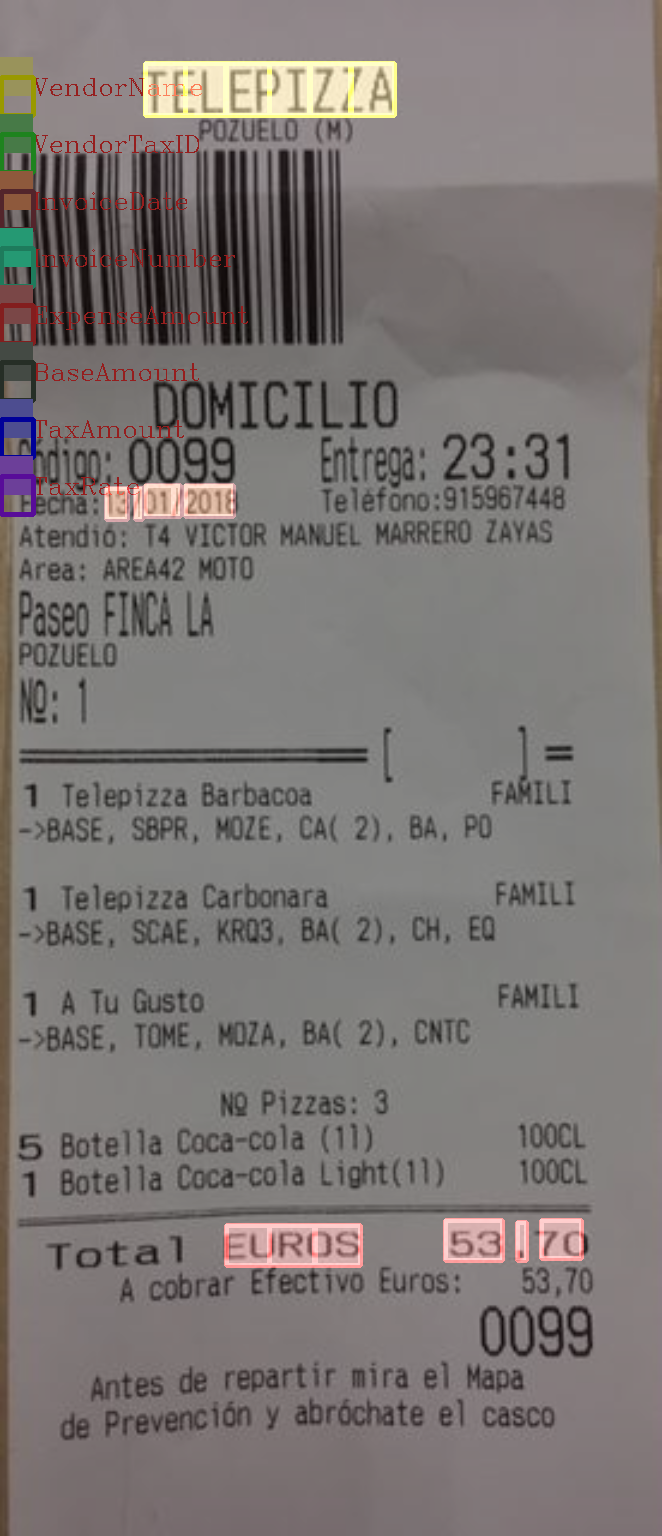 VendorName
TELEPIZZA
POZUELO (M)
VendorTaxID
InvoiceDate
InvoiceNumber
ExpenseAmount
BaseAmount
DOMICILIO
TaxAmount
Código: 0099 Entrega: 23:31
TaxRate
Fecha: 13/01/2018 Teléfono:915967448
Atendió: T4 VICTOR MANUEL MARRERO ZAYAS
Area: AREA42 MOTO
Paseo FINCA LA
POZUELO
Nº: 1
[ ] =
1 Telepizza Barbacoa FAMILI
->BASE, SBPR, MOZE, CA( 2), BA, PO
1 Telepizza Carbonara FAMILI
->BASE, SCAE, KRQ3, BA( 2), CH, EQ
1 A Tu Gusto FAMILI
->BASE, TOME, MOZA, BA( 2), CNTC
Nº Pizzas: 3
5 Botella Coca-cola (1l) 100CL
1 Botella Coca-cola Light(1l) 100CL
Total EUROS 53.70
A cobrar Efectivo Euros: 53,70
0099
Antes de repartir mira el Mapa
de Prevención y abróchate el casco